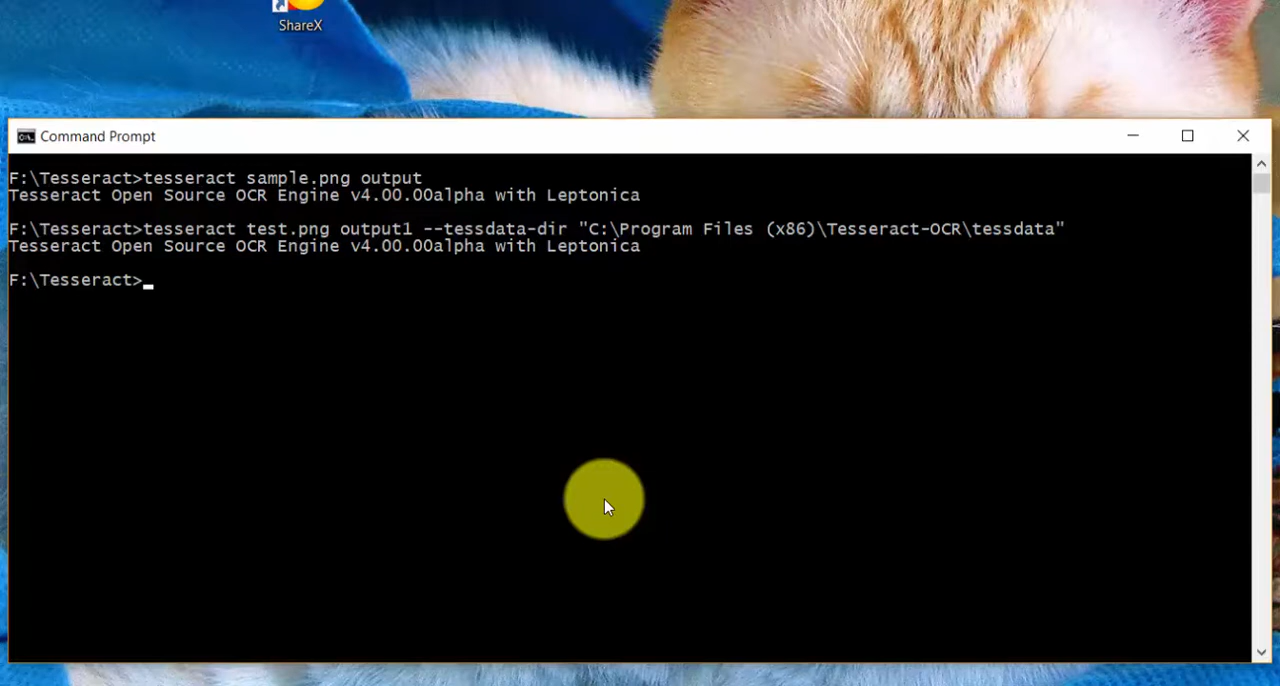 ShareX
Command Prompt
F:\Tesseract>tesseract sample.png output
Tesseract Open Source OCR Engine v4.00.00alpha with Leptonica
F:\Tesseract>tesseract test.png output1 --tessdata-dir "C:\Program Files (x86)\Tesseract-OCR\tessdata"
Tesseract Open Source OCR Engine v4.00.00alpha with Leptonica
F:\Tesseract>